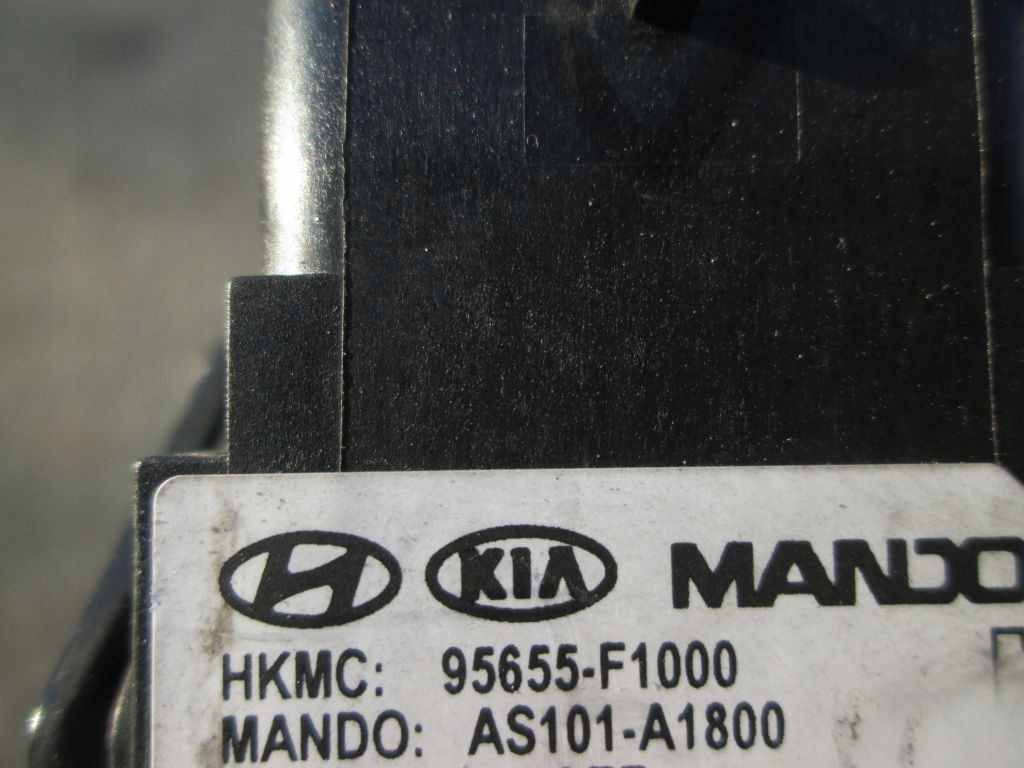 KIA MANDO
HKMC: 95655-F1000
MANDO: AS101-A1800